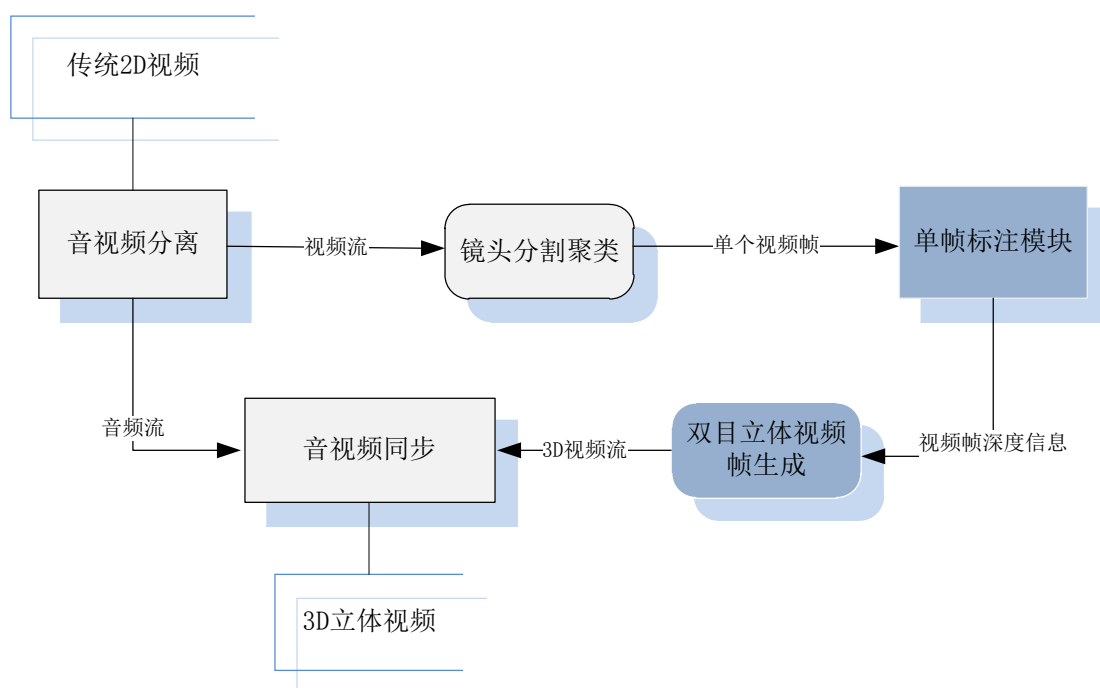 传统2D视频
音视频分离
视频流
镜头分割聚类
单个视频帧
单帧标注模块
音频流
音视频同步
3D视频流
双目立体视频
帧生成
视频帧深度信息
3D立体视频